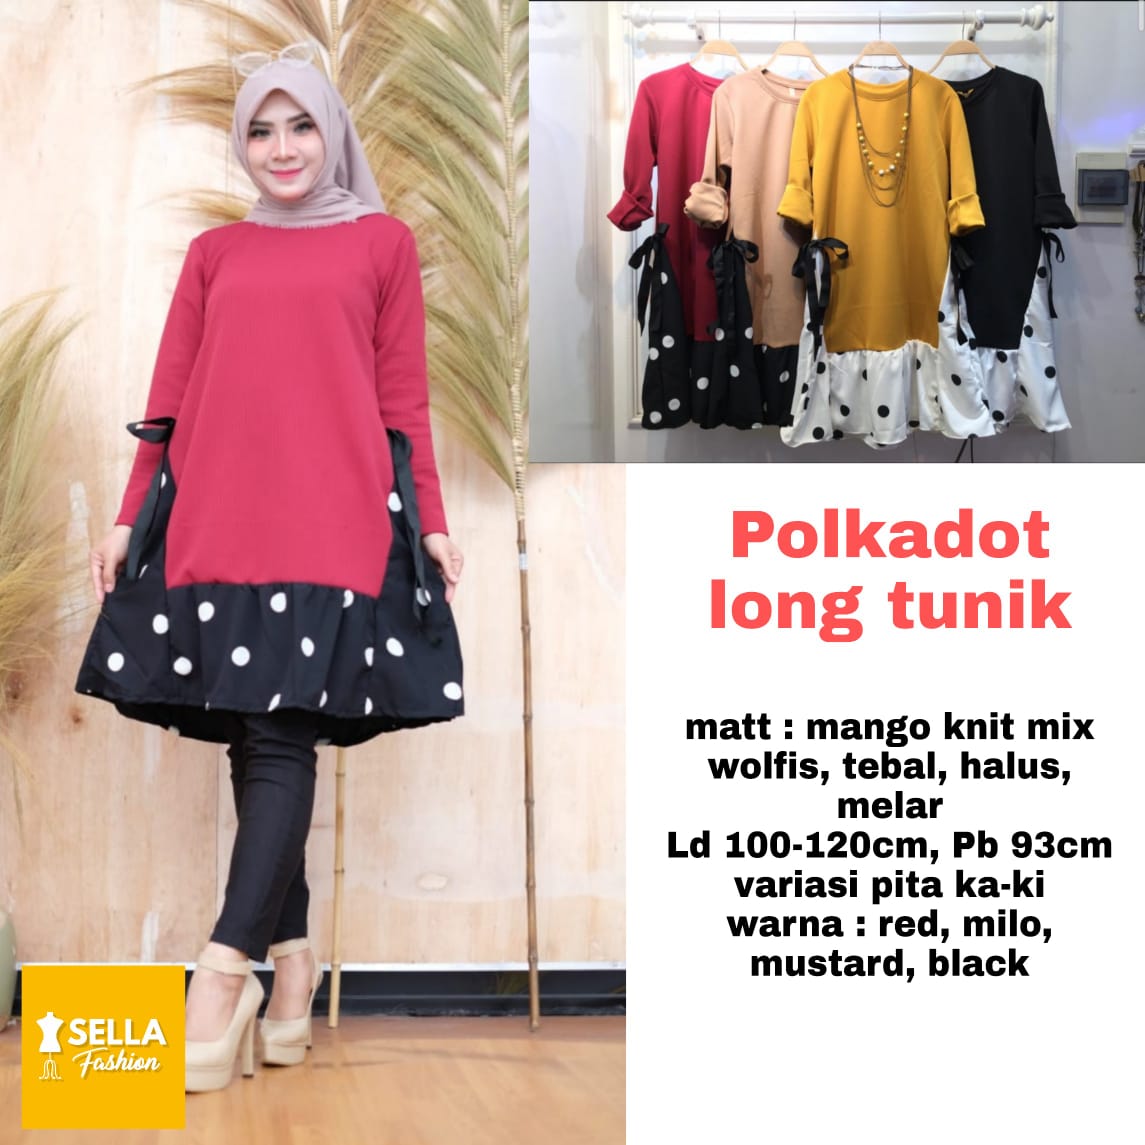 Polkadot
long tunik
matt : mango knit mix
wolfis, tebal, halus,
melar
Ld 100-120cm, Pb 93cm
variasi pita ka-ki
warna : red, milo,
mustard, black
SELLA
Fashion